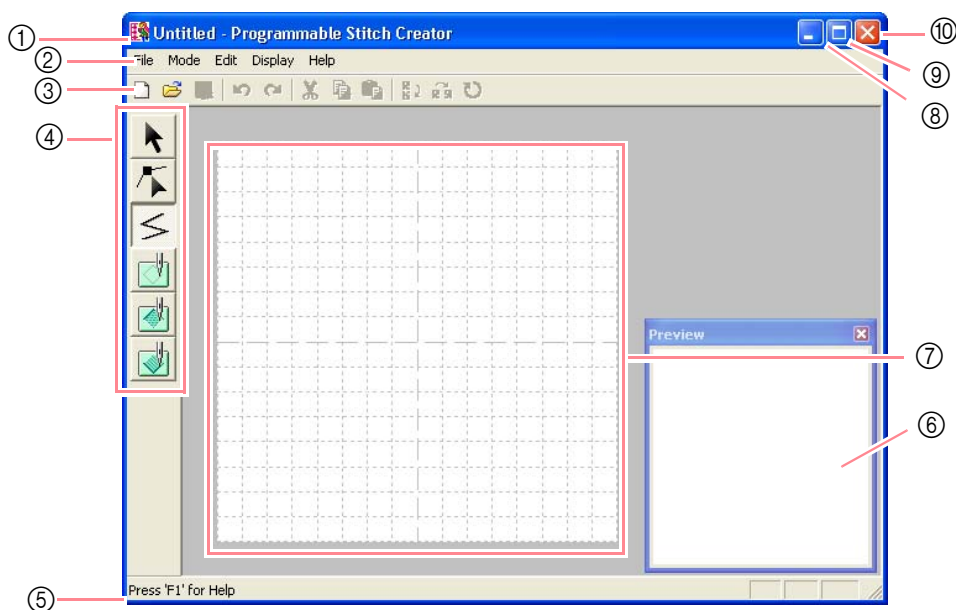 ① Untitled - Programmable Stitch Creator ⑩
② File Mode Edit Display Help ⑨
③ ⑧
④
Preview
⑦
⑥
Press 'F1' for Help
⑤